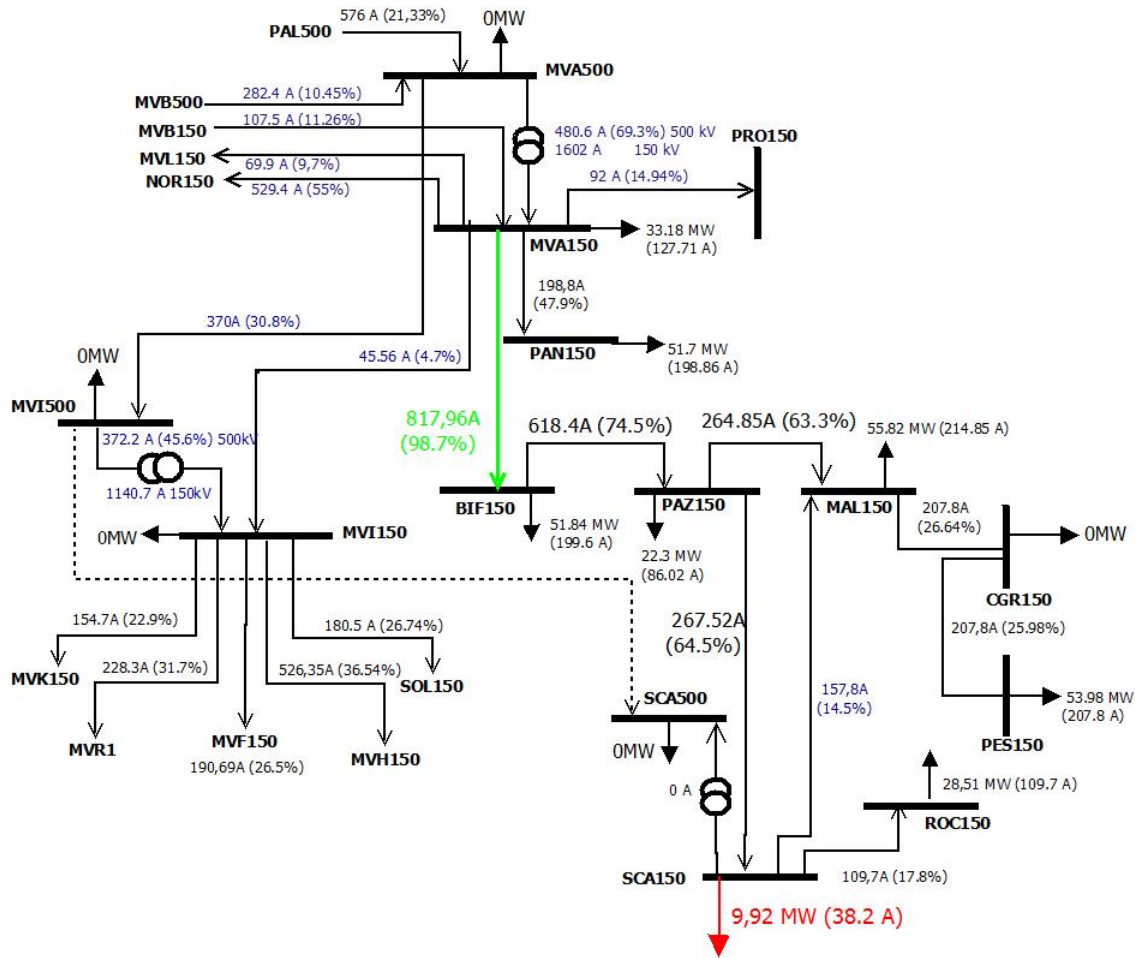 576 A (21,33%)
0MW
PAL500
MVA500
282.4 A (10.45%)
MVB500
107.5 A (11.26%)
MVB150
480.6 A (69.3%) 500 kV
1602 A 150 kV
PRO150
MVL150
69.9 A (9,7%)
NOR150
529.4 A (55%)
92 A (14.94%)
MVA150
33.18 MW
(127.71 A)
198,8A
(47.9%)
370A (30.8%)
PAN150
51.7 MW
(198.86 A)
45.56 A (4.7%)
0MW
MVI500
817,96A
(98.7%)
618.4A (74.5%)
264.85A (63.3%)
55.82 MW (214.85 A)
372.2 A (45.6%) 500kV
1140.7 A 150kV
BIF150
PAZ150
MAL150
207.8A
(26.64%)
51.84 MW
(199.6 A)
0MW
MVI150
0MW
22.3 MW
(86.02 A)
CGR150
154.7A (22.9%)
180.5 A (26.74%)
267.52A
(64.5%)
207,8A (25.98%)
228.3A (31.7%)
526,35A (36.54%)
MVK150
SOL150
SCA500
157,8A
(14.5%)
53.98 MW
(207.8 A)
MVR1
MVF150
190,69A (26.5%)
MVH150
0MW
PES150
0 A
28,51 MW (109.7 A)
ROC150
SCA150
109,7A (17.8%)
9,92 MW (38.2 A)